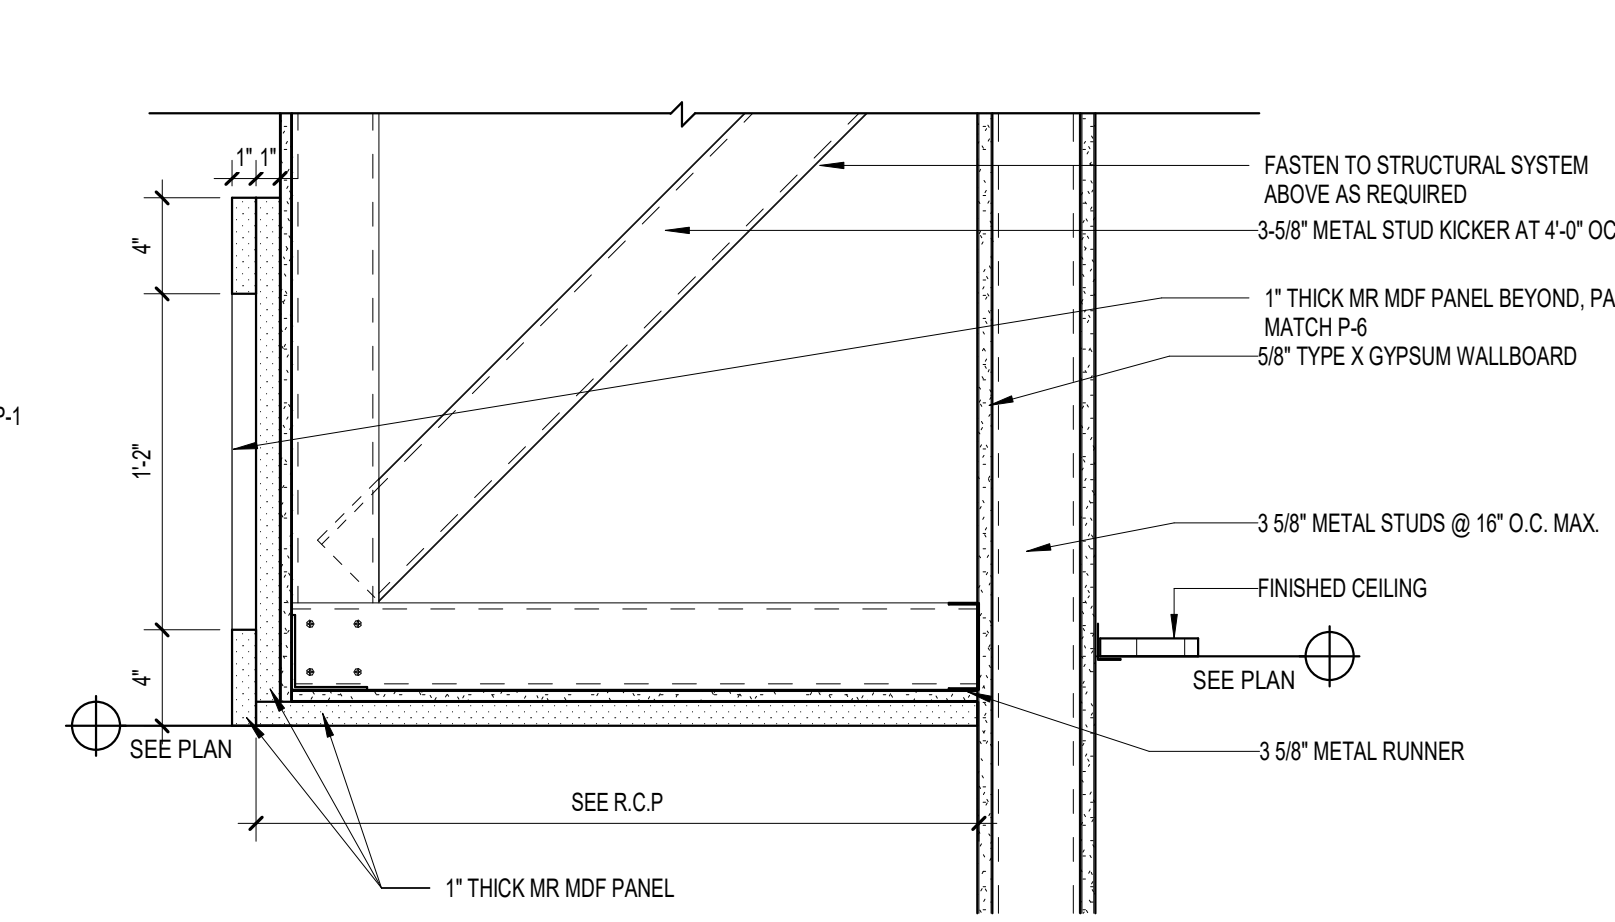 1" 1"
4"
1'-2"
4"
P-1
SEE PLAN
SEE R.C.P
1" THICK MR MDF PANEL
FASTEN TO STRUCTURAL SYSTEM
ABOVE AS REQUIRED
3-5/8" METAL STUD KICKER AT 4'-0" OC
1" THICK MR MDF PANEL BEYOND,
MATCH P-6
5/8" TYPE X GYPSUM WALLBOARD
3 5/8" METAL STUDS @ 16" O.C. MAX.
FINISHED CEILING
SEE PLAN
3 5/8" METAL RUNNER